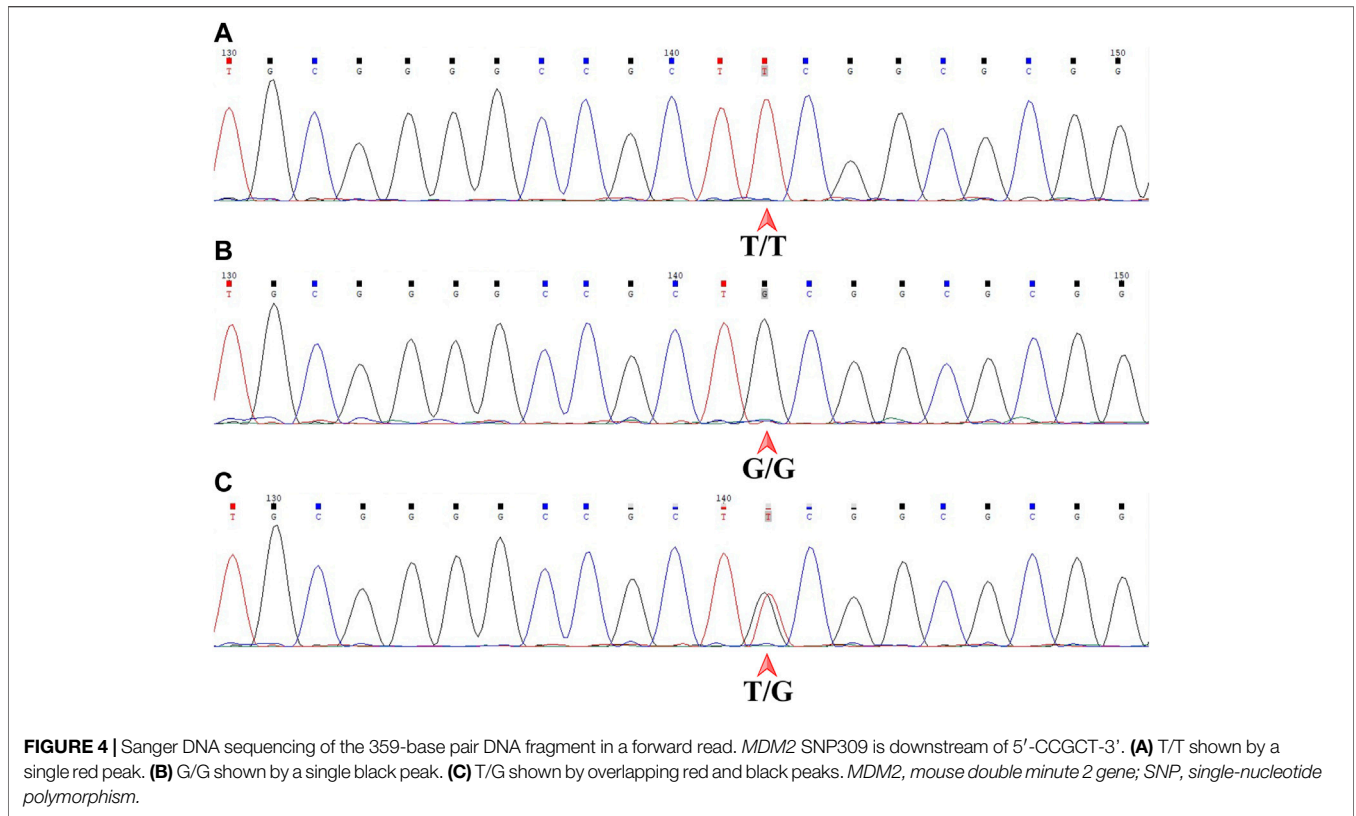 A
130 140 150
T G C G G G G C C G C T T C G G C G C G G
T/T
B
130 140 150
T G C G G G G C C G C T G C G G C G C G G
G/G
C
130 140
T G C G G G G C C G C T T C G G C G C G G
T/G
FIGURE 4 | Sanger DNA sequencing of the 359-base pair DNA fragment in a forward read. MDM2 SNP309 is downstream of 5′-CCGCT-3’. (A) T/T shown by a
single red peak. (B) G/G shown by a single black peak. (C) T/G shown by overlapping red and black peaks. MDM2, mouse double minute 2 gene; SNP, single-nucleotide
polymorphism.